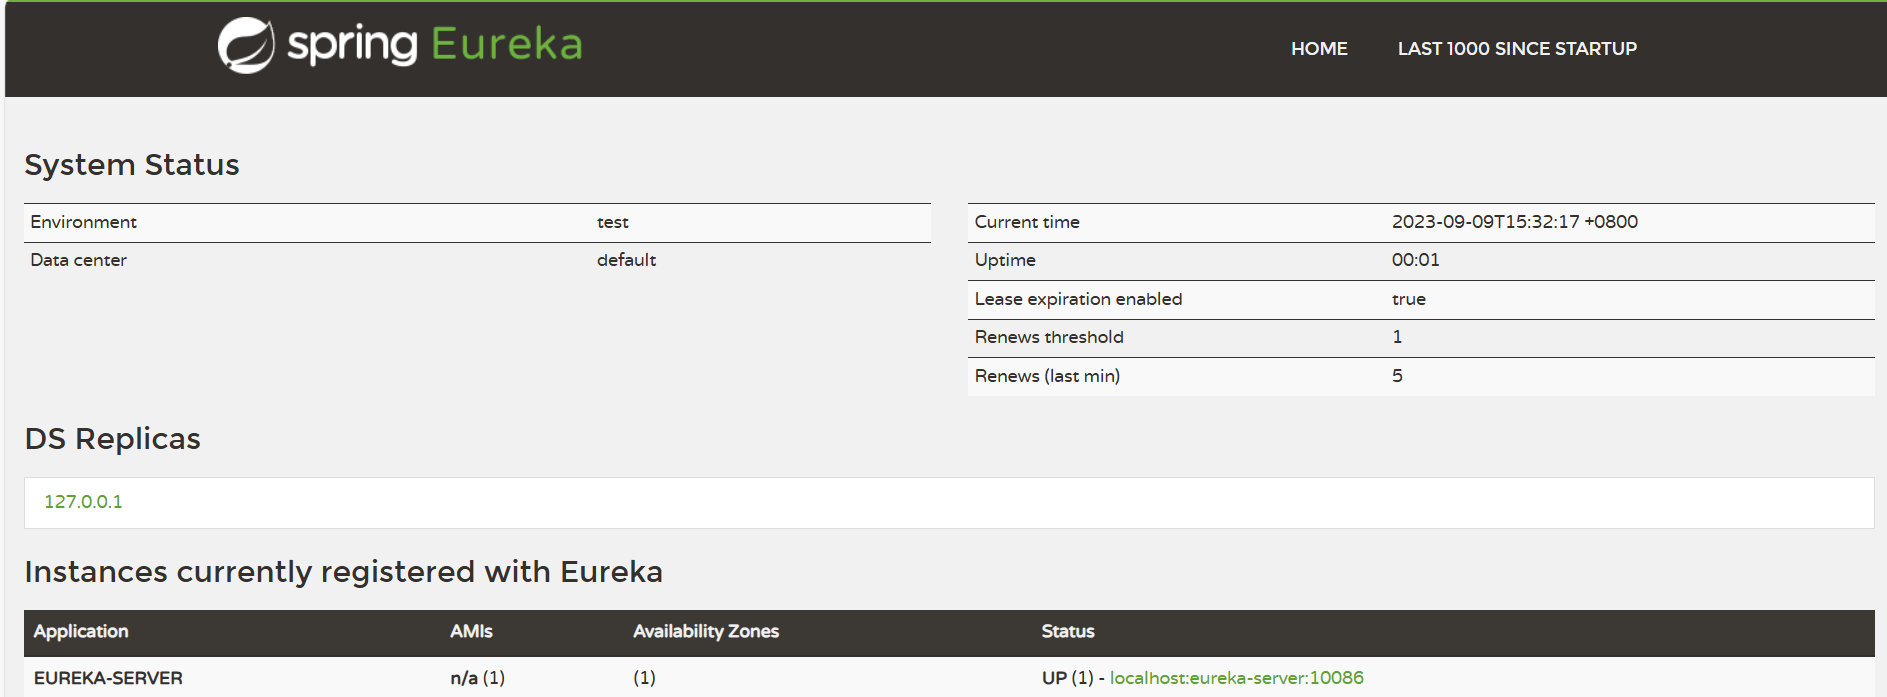 spring Eureka HOME LAST 1000 SINCE STARTUP
System Status
Environment test
Data center default
Current time 2023-09-09T15:32:17 +0800
Uptime 00:01
Lease expiration enabled true
Renews threshold 1
Renews (last min) 5
DS Replicas
127.0.0.1
Instances currently registered with Eureka
Application AMIs Availability Zones Status
EUREKA-SERVER n/a (1) (1) UP (1) - localhost:eureka-server:10086